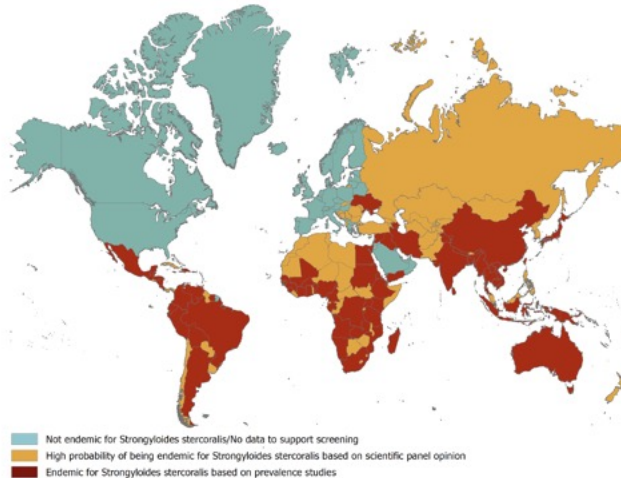 Not endemic for Strongyloides stercoralis/No data to support screening
High probability of being endemic for Strongyloides stercoralis based on scientific panel opinion
Endemic for Strongyloides stercoralis based on prevalence studies